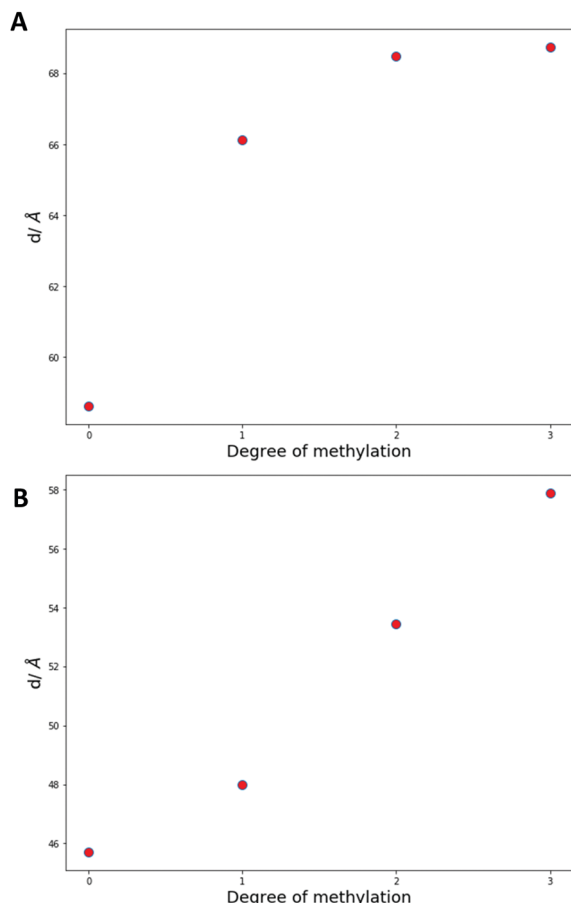 A
68
66
64
62
60
d/ Å
0 1 2 3
Degree of methylation
B
58
56
54
52
50
48
46
d/ Å
0 1 2 3
Degree of methylation